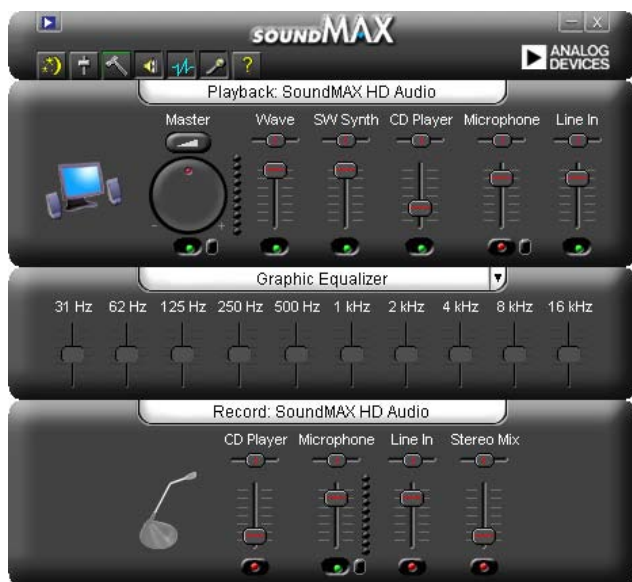 SOUNDMAX
ANALOG DEVICES
?
Playback: SoundMAX HD Audio
Master Wave SW Synth CD Player Microphone Line In
- +
Graphic Equalizer
31 Hz 62 Hz 125 Hz 250 Hz 500 Hz 1 kHz 2 kHz 4 kHz 8 kHz 16 kHz
Record: SoundMAX HD Audio
CD Player Microphone Line In Stereo Mix